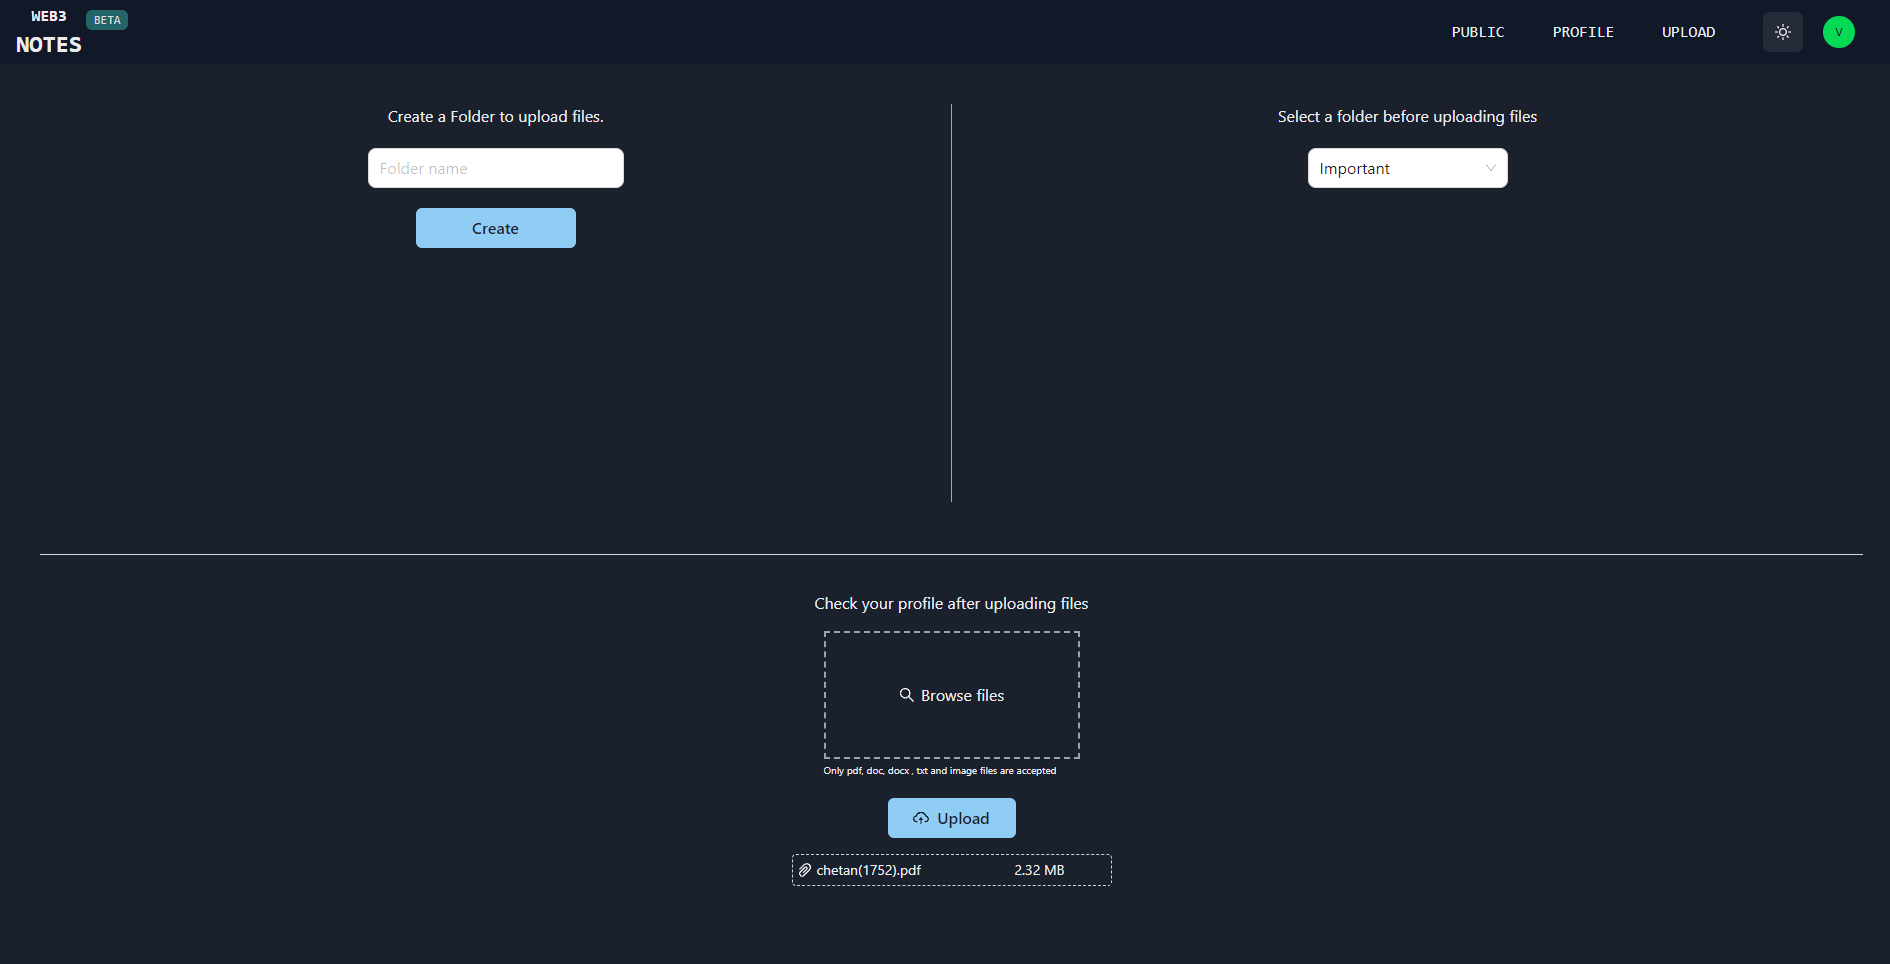 WEB3
BETA
NOTES
PUBLIC
PROFILE
UPLOAD
V
Create a Folder to upload files.
Folder name
Create
Select a folder before uploading files
Important
Check your profile after uploading files
Browse files
Only pdf, doc, docx , txt and image files are accepted
Upload
chetan(1752).pdf 2.32 MB